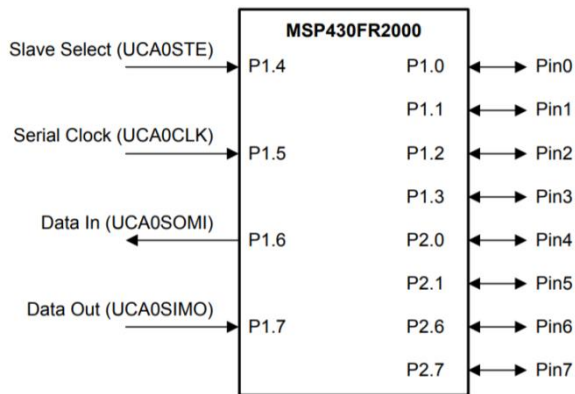 MSP430FR2000
Slave Select (UCA0STE)
P1.4
P1.0
Pin0
P1.1
Pin1
Serial Clock (UCA0CLK)
P1.5
P1.2
Pin2
P1.3
Pin3
Data In (UCA0SOMI)
P1.6
P2.0
Pin4
P2.1
Pin5
Data Out (UCA0SIMO)
P1.7
P2.6
Pin6
P2.7
Pin7